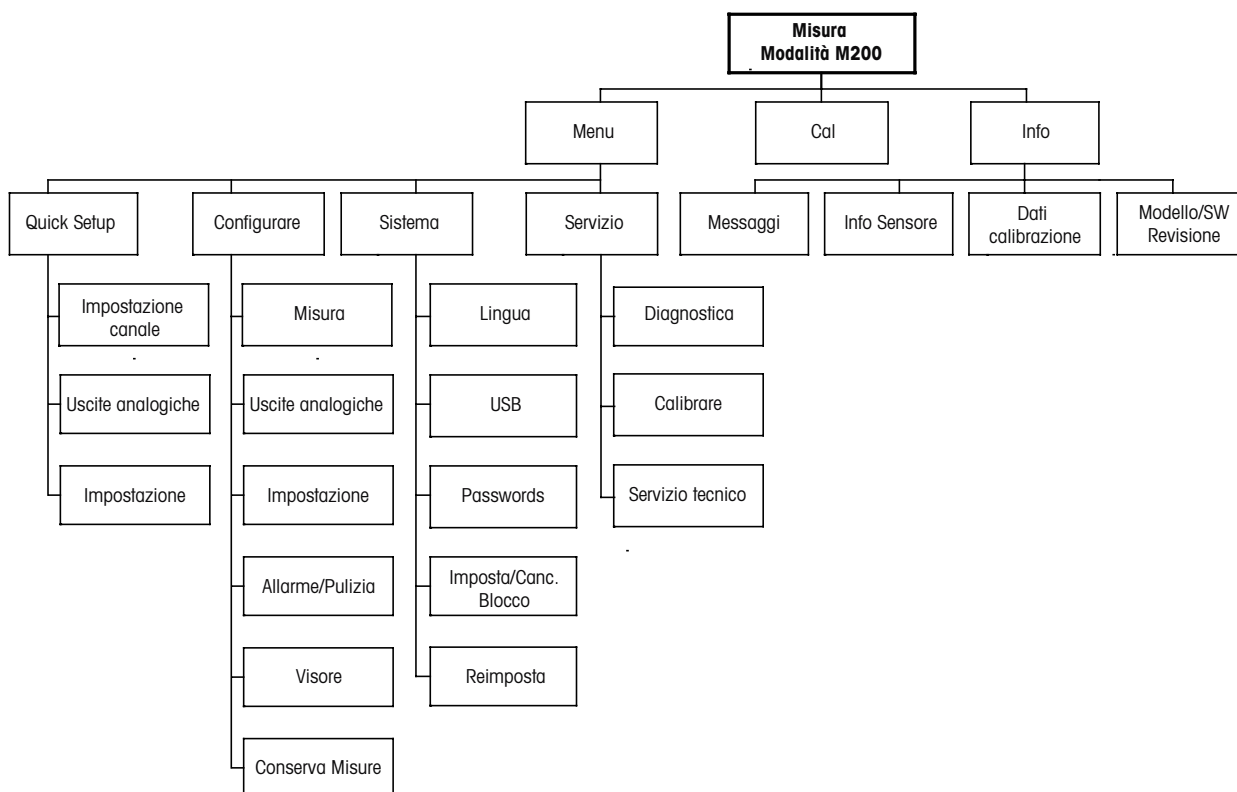 Misura
Modalità M200
Menu
Cal
Info
Quick Setup
Configurare
Sistema
Servizio
Messaggi
Info Sensore
Dati
calibrazione
Modello/SW
Revisione
Impostazione
canale
Misura
Lingua
Diagnostica
Uscite analogiche
Uscite analogiche
USB
Calibrare
Impostazione
Impostazione
Passwords
Servizio tecnico
Allarme/Pulizia
Imposta/Canc.
Blocco
Visore
Reimposta
Conserva Misure